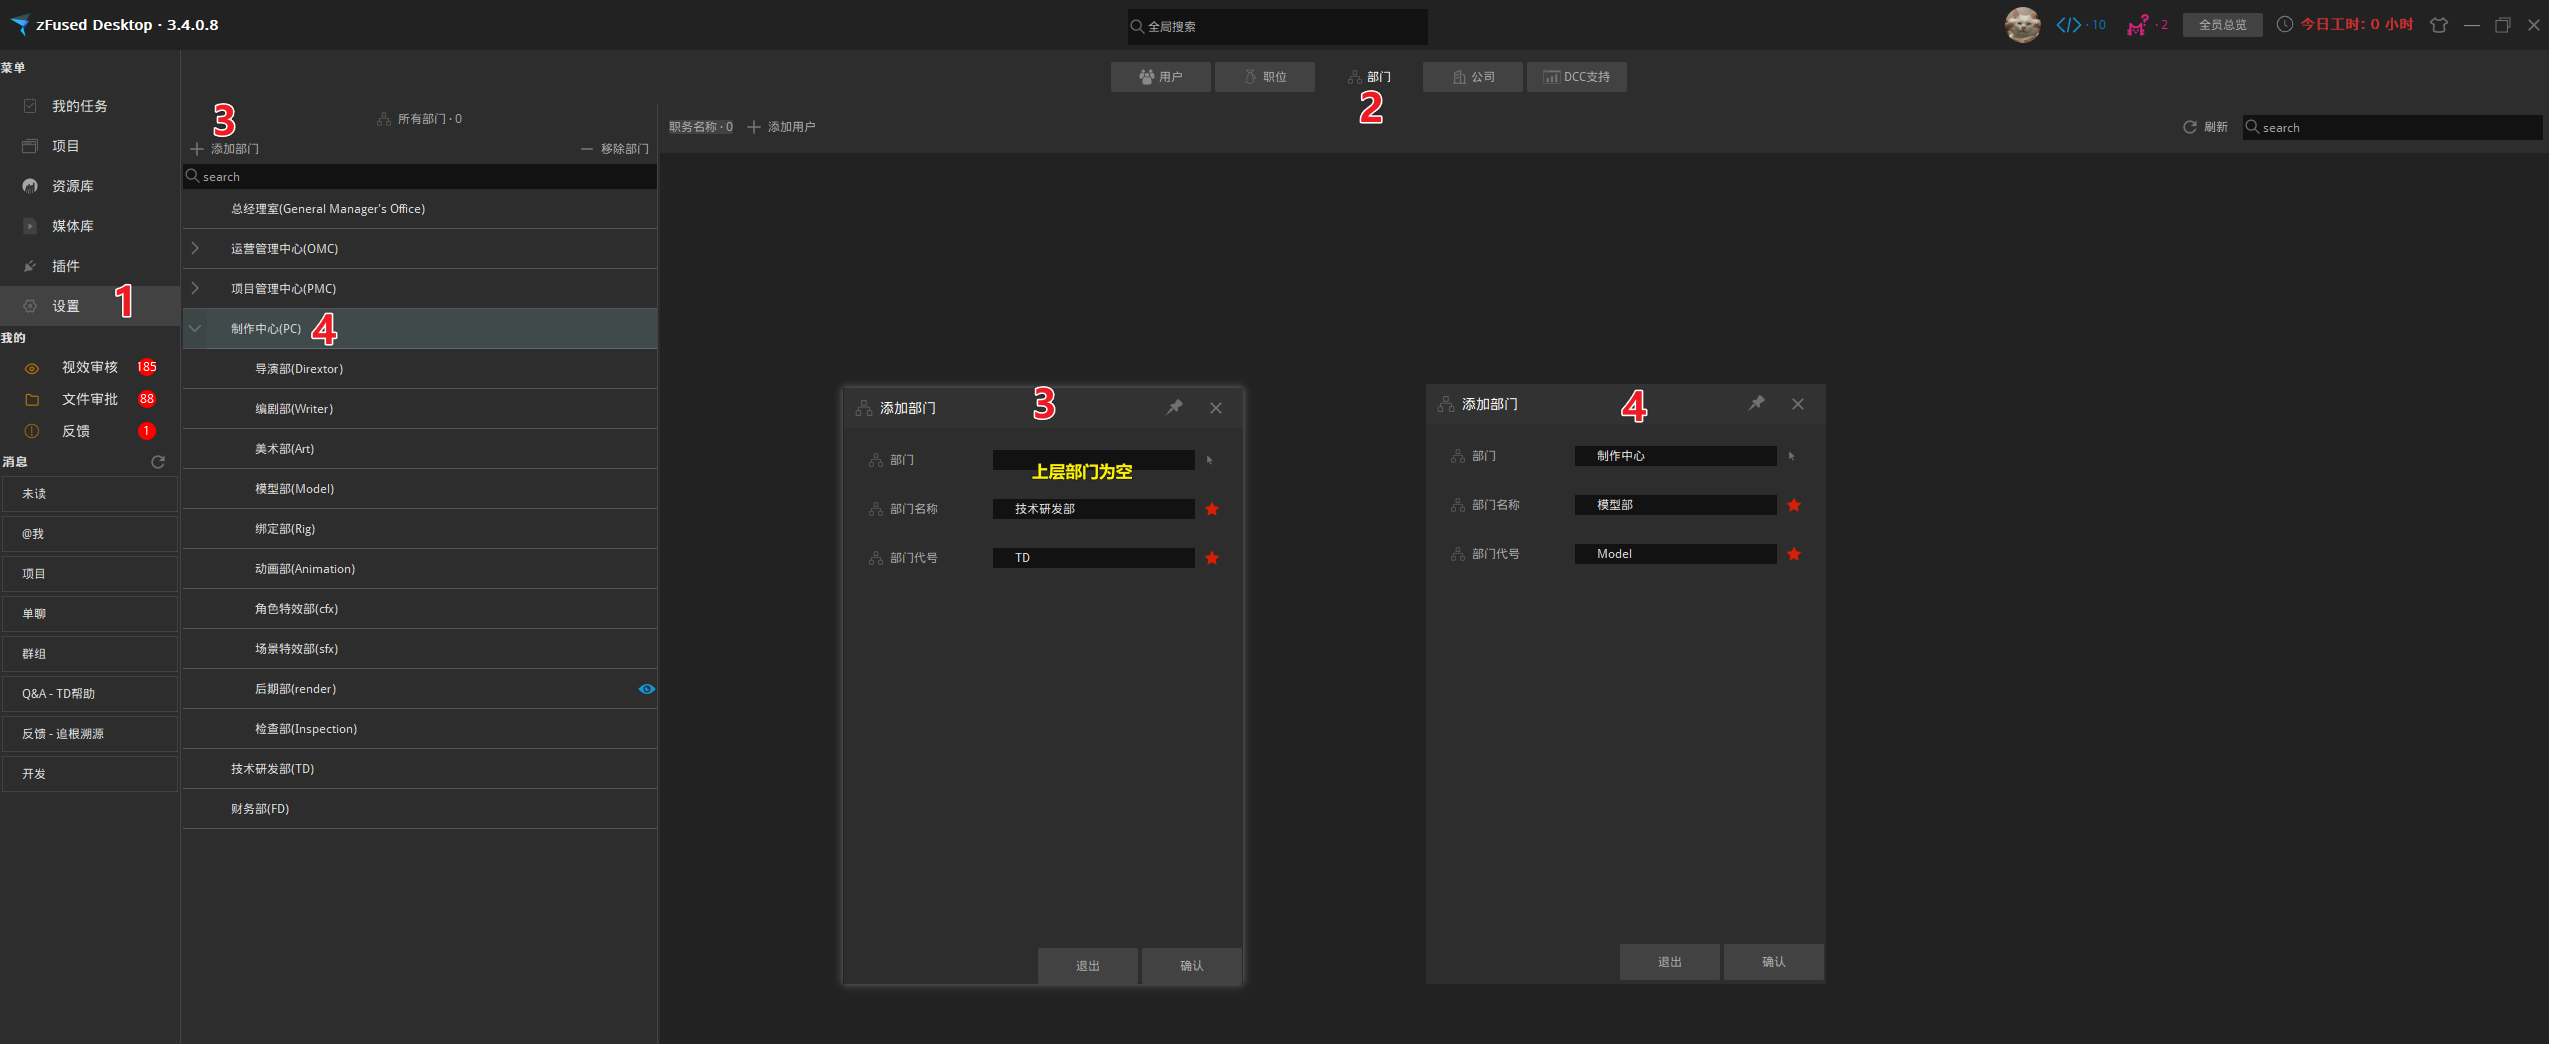 zFused Desktop · 3.4.0.8
全局搜索
· 10
· 2
全员总览
今日工时: 0 小时
菜单
我的任务
项目
资源库
媒体库
插件
设置
1
我的
视效审核
185
文件审批
88
反馈
1
消息
未读
@我
项目
单聊
群组
Q&A - TD帮助
反馈 - 追根溯源
开发
用户
职位
部门
公司
DCC支持
2
3
所有部门 · 0
添加部门
移除部门
search
总经理室(General Manager's Office)
运营管理中心(OMC)
项目管理中心(PMC)
制作中心(PC)
4
导演部(Dirextor)
编剧部(Writer)
美术部(Art)
模型部(Model)
绑定部(Rig)
动画部(Animation)
角色特效部(cfx)
场景特效部(sfx)
后期部(render)
检查部(Inspection)
技术研发部(TD)
财务部(FD)
职务名称 · 0
添加用户
刷新
search
添加部门
3
部门
上层部门为空
部门名称
技术研发部
部门代号
TD
退出
确认
添加部门
4
部门
制作中心
部门名称
模型部
部门代号
Model
退出
确认